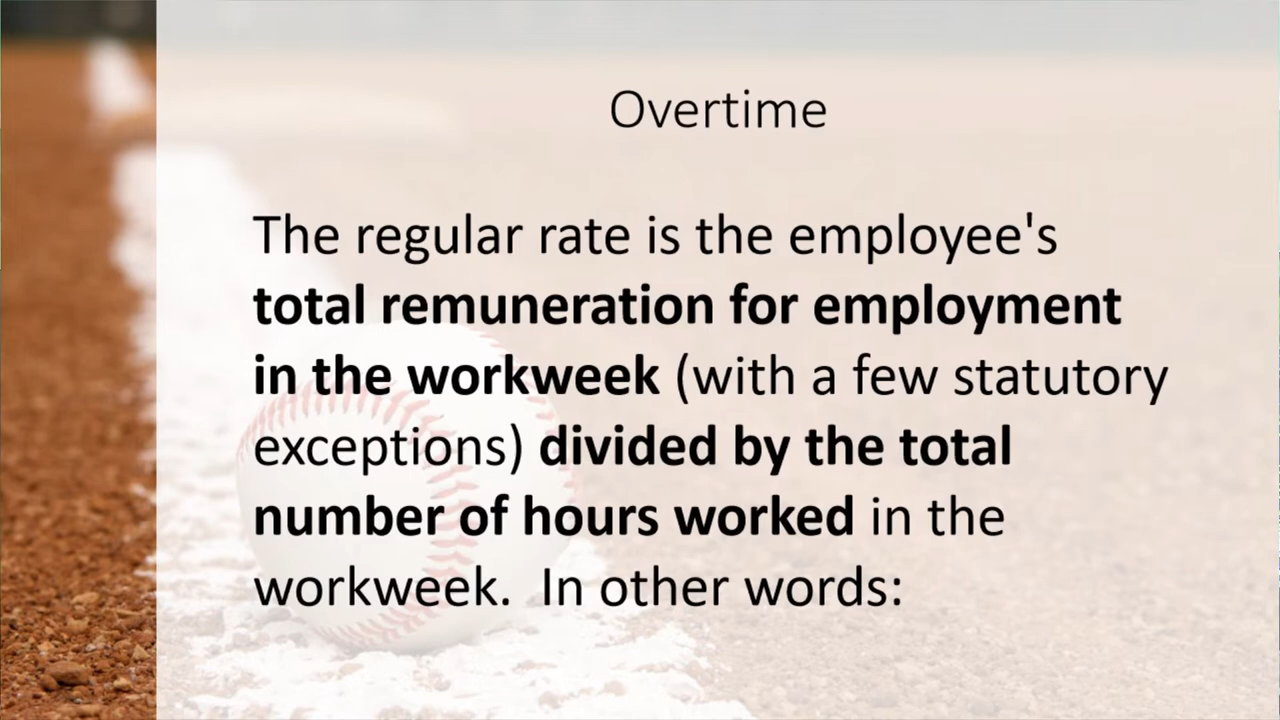 Overtime
The regular rate is the employee's
total remuneration for employment
in the workweek (with a few statutory
exceptions) divided by the total
number of hours worked in the
workweek.  In other words: